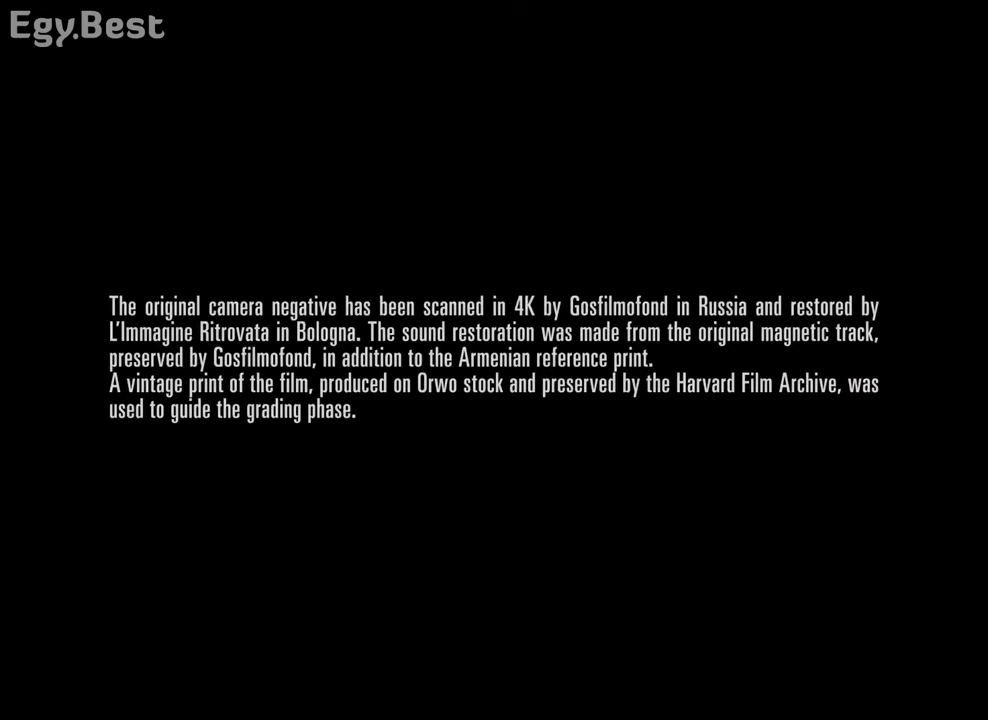 Egy.Best
The original camera negative has been scanned in 4K by Gosfilmofond in Russia and restored by
L'Immagine Ritrovata in Bologna. The sound restoration was made from the original magnetic track,
preserved by Gosfilmofond, in addition to the Armenian reference print.
A vintage print of the film, produced on Orwo stock and preserved by the Harvard Film Archive, was
used to guide the grading phase.